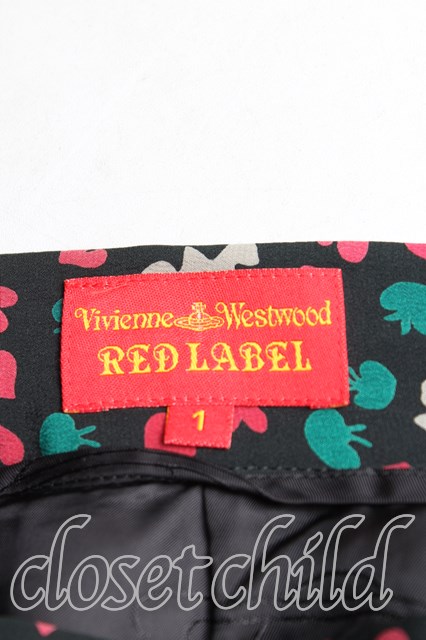 Vivienne Westwood
RED LABEL
1
closetchild